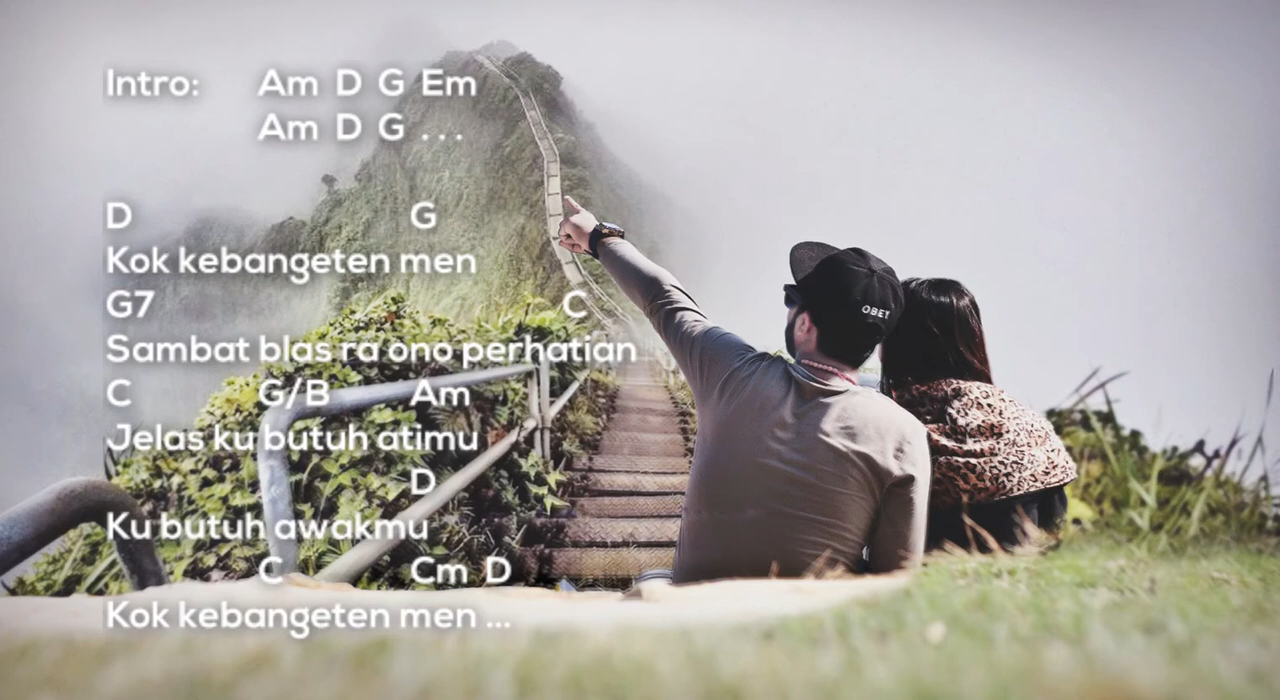 Intro: Am D G Em
Am D G . . .
D G
Kok kebangeten men
G7 C
Sambat blas ra ono perhatian
C G/B Am
Jelas ku butuh atimu
D
Ku butuh awakmu
C Cm D
Kok kebangeten men ...
OBEY